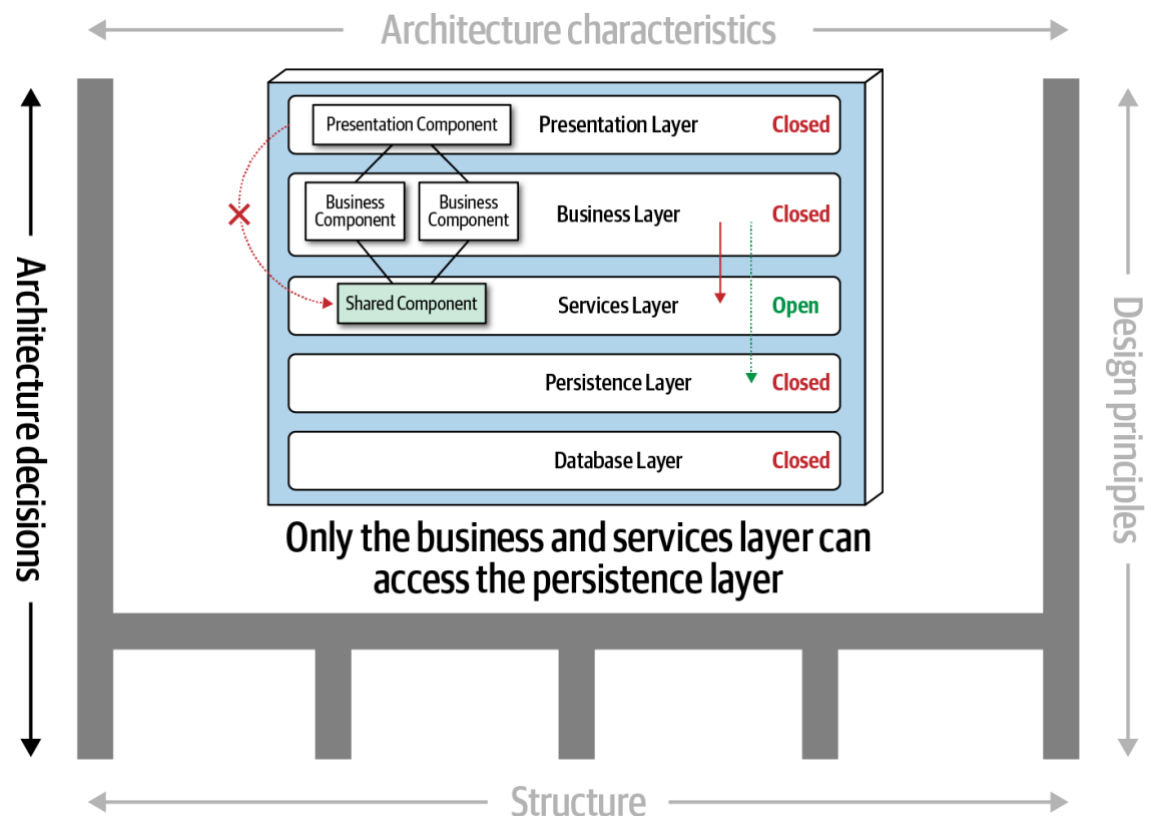 Architecture characteristics
Presentation Component
Presentation Layer
Closed
Business
Component
Business
Component
Business Layer
Closed
Shared Component
Services Layer
Open
Persistence Layer
Closed
Database Layer
Closed
Only the business and services layer can
access the persistence layer
Architecture decisions
Design principles
Structure